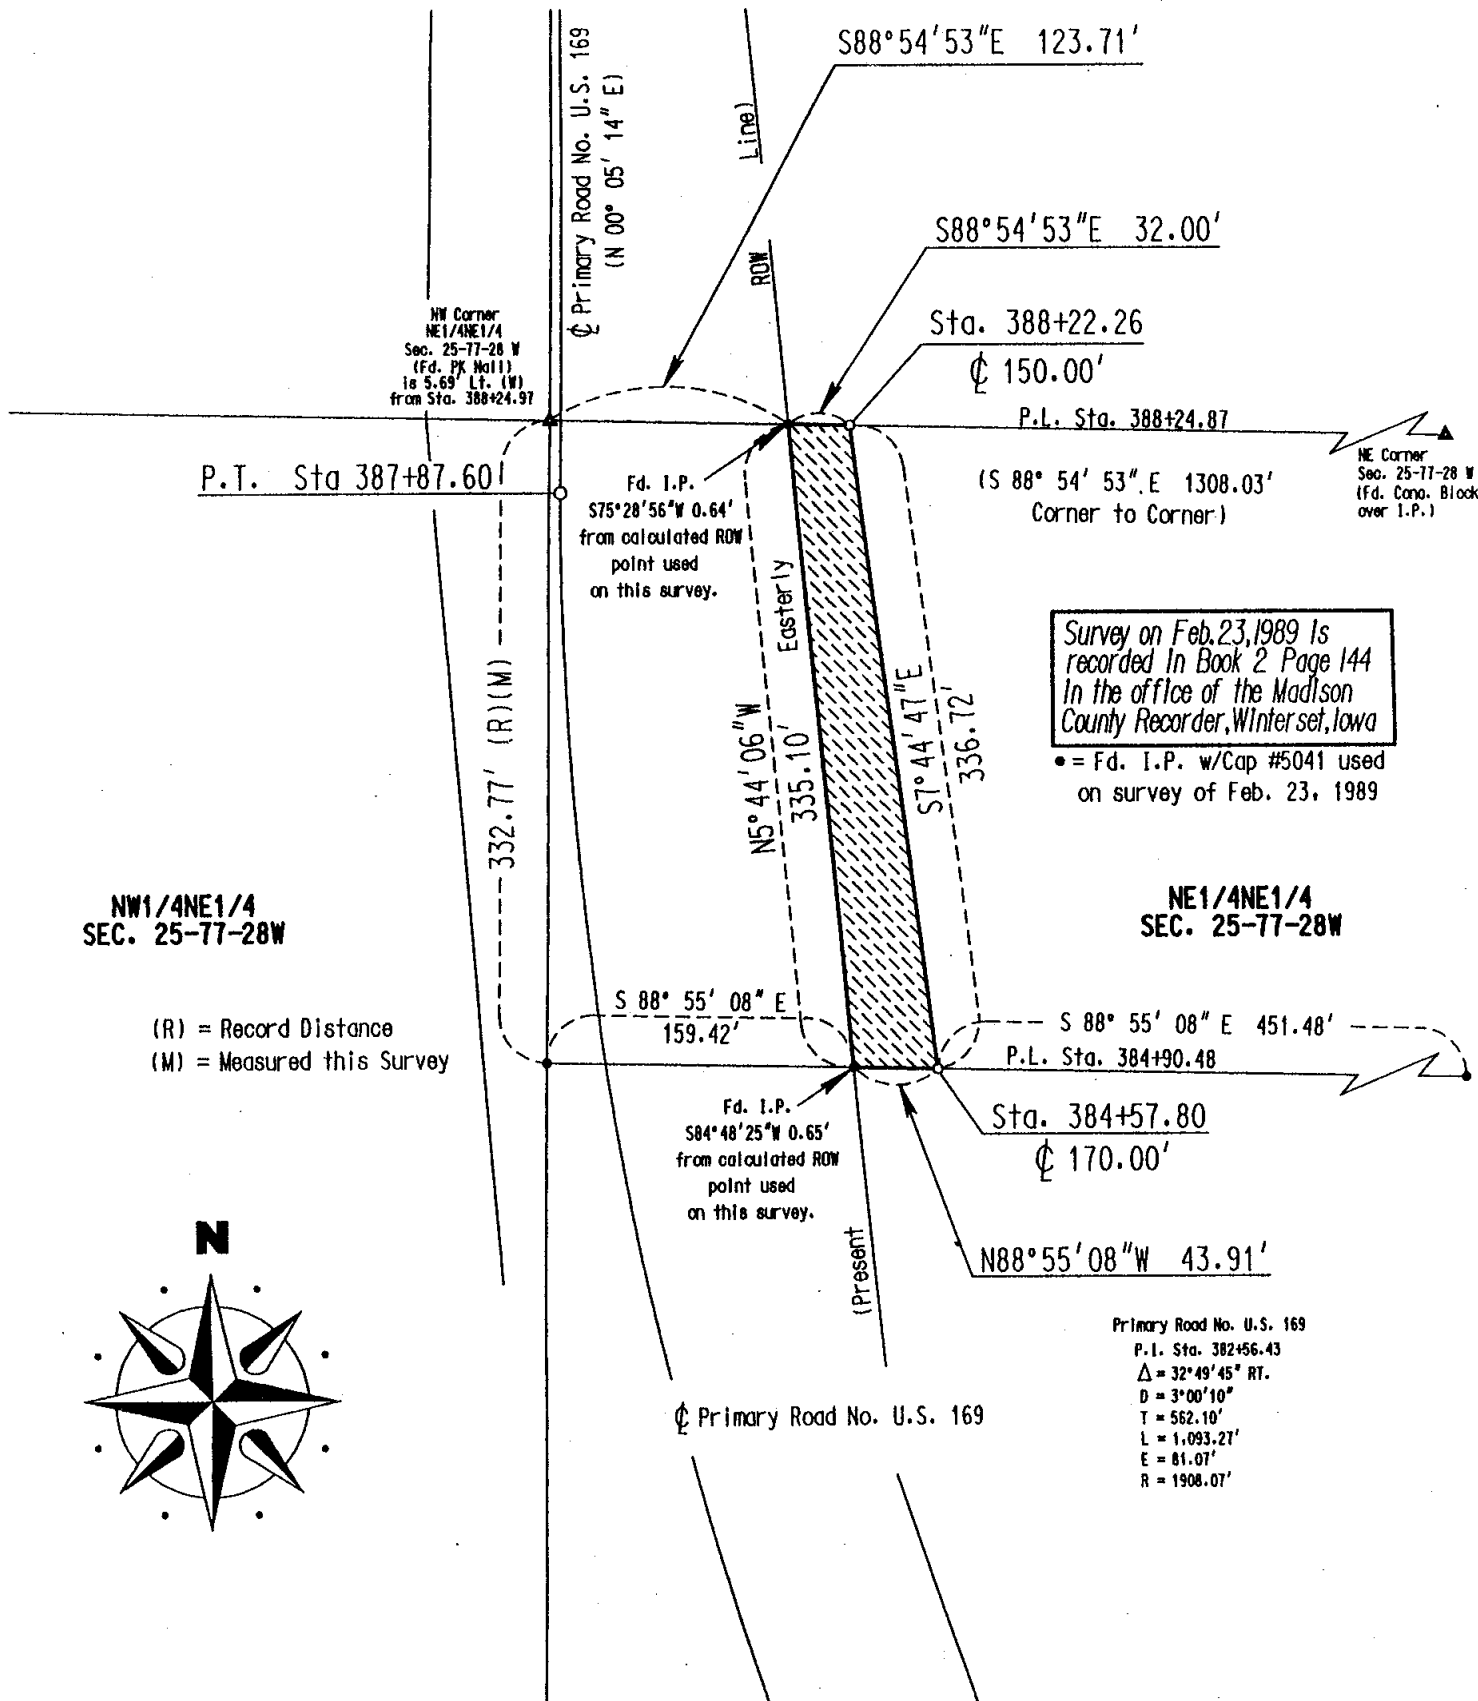 S88°54'53"E 123.71'
₵ Primary Road No. U.S. 169
(N 00° 05' 14" E)
Line)
ROW
S88°54'53"E 32.00'
Sta. 388+22.26
₵ 150.00'
NW Corner
NE1/4NE1/4
Sec. 25-77-28 W
(Fd. PK Nail)
is 5.69' Lt. (W)
from Sta. 388+24.97
P.L. Sta. 388+24.87
NE Corner
Sec. 25-77-28 W
(Fd. Conc. Block
over I.P.)
P.T. Sta 387+87.60
Fd. I.P.
S75°28'56"W 0.64'
from calculated ROW
point used
on this survey.
(S 88° 54' 53" E 1308.03'
Corner to Corner)
Easterly
Survey on Feb.23,1989 is
recorded in Book 2 Page 144
in the office of the Madison
County Recorder, Winterset, Iowa
• = Fd. I.P. w/Cap #5041 used
on survey of Feb. 23, 1989
332.77' (R)(M)
N5°44'06"W
335.10'
S7°44'47"E
336.72'
NW1/4NE1/4
SEC. 25-77-28W
NE1/4NE1/4
SEC. 25-77-28W
(R) = Record Distance
(M) = Measured this Survey
S 88° 55' 08" E
159.42'
S 88° 55' 08" E 451.48'
P.L. Sta. 384+90.48
Fd. I.P.
S84°48'25"W 0.65'
from calculated ROW
point used
on this survey.
Sta. 384+57.80
₵ 170.00'
(Present
N88°55'08"W 43.91'
N
Primary Road No. U.S. 169
P.I. Sta. 382+56.43
Δ = 32°49'45" RT.
D = 3°00'10"
T = 562.10'
L = 1,093.27'
E = 81.07'
R = 1908.07'
₵ Primary Road No. U.S. 169